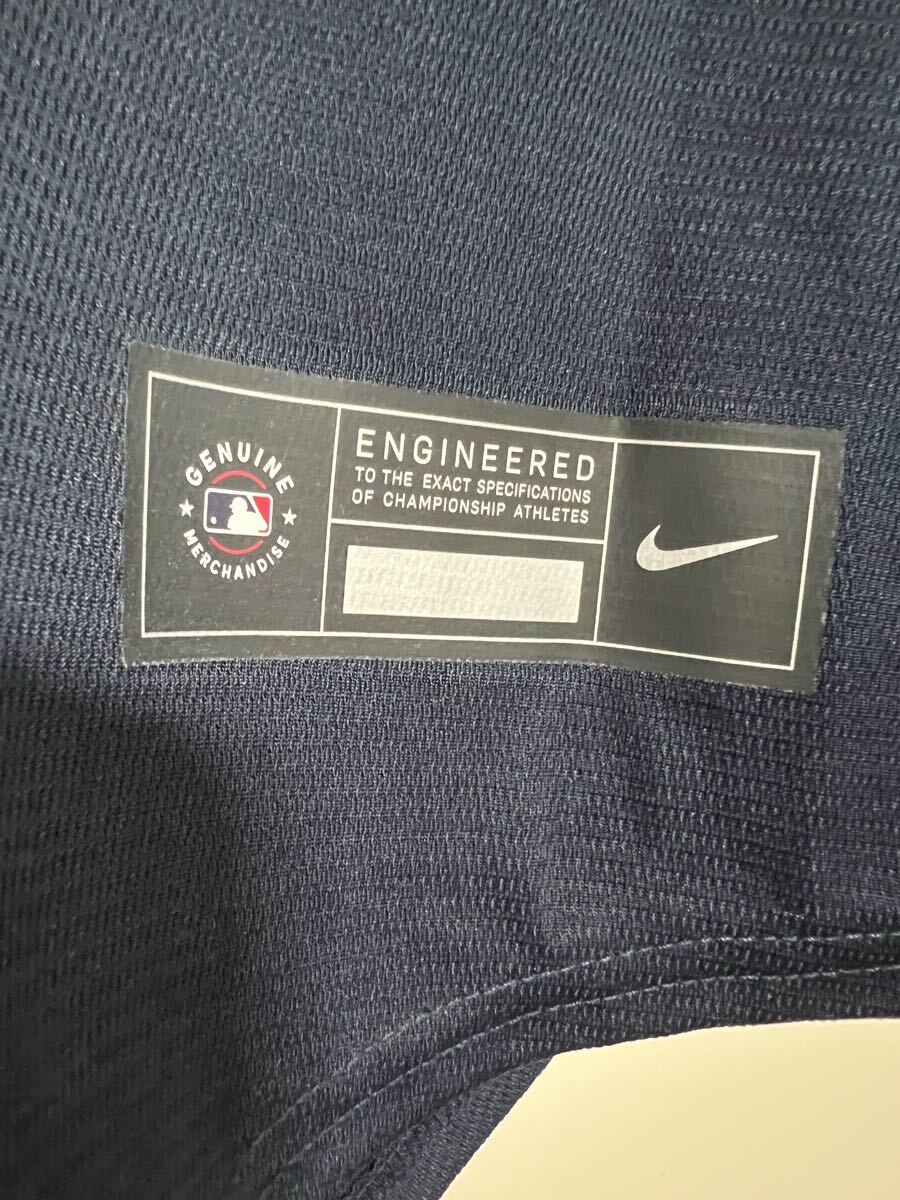 GENUINE
MERCHANDISE
ENGINEERED
TO THE EXACT SPECIFICATIONS
OF CHAMPIONSHIP ATHLETES